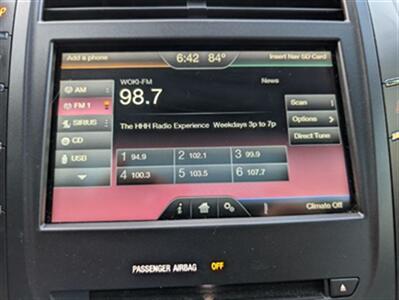 Add a phone 6:42 84° Insert Nav SD Card
WOKI-FM News
98.7
AM
FM 1
SIRIUS
CD
USB
The HHH Radio Experience Weekdays 3p to 7p
Scan
Options
Direct Tune
1 94.9 2 102.1 3 99.9
4 100.3 5 103.5 6 107.7
Climate Off
PASSENGER AIRBAG OFF